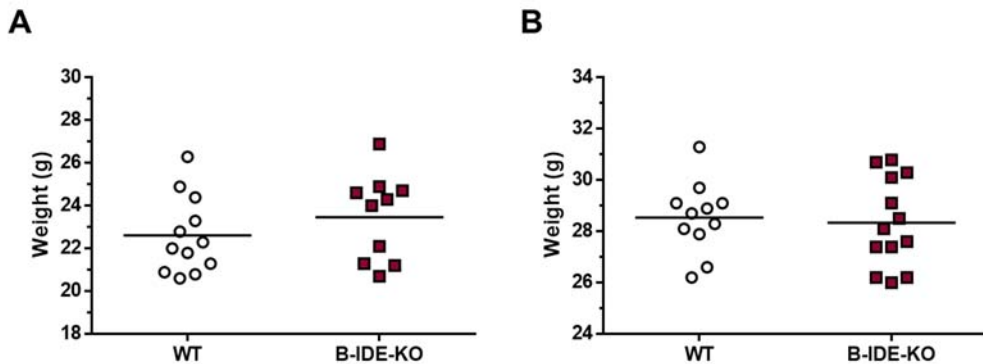 A
Weight (g)
30
28
26
24
22
20
18
WT
B-IDE-KO
B
Weight (g)
34
32
30
28
26
24
WT
B-IDE-KO